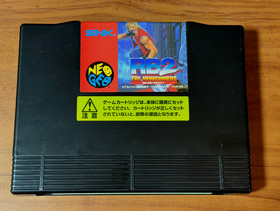 SNK
NEO
GEO
RB2
THE NEWCOMERS
ゲームカートリッジは、本体に確実にセット
してください。カートリッジが正しくセット
注意
されていないと、故障の原因となります。